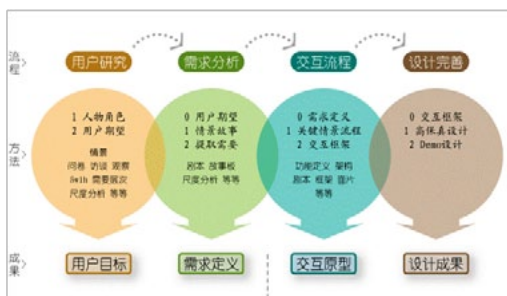 流程
用户研究
需求分析
交互流程
设计完善
方法
1 人物角色
2 用户期望
情景
问卷 访谈 观察
5w1h 需要层次
尺度分析 等等
0 用户期望
1 情景故事
2 提取需要
剧本 故事板
尺度分析 等等
0 需求定义
1 关键情景流程
2 交互框架
功能定义 架构
剧本 框架 图片
等等
0 交互框架
1 高保真设计
2 Demo设计
成果
用户目标
需求定义
交互原型
设计成果